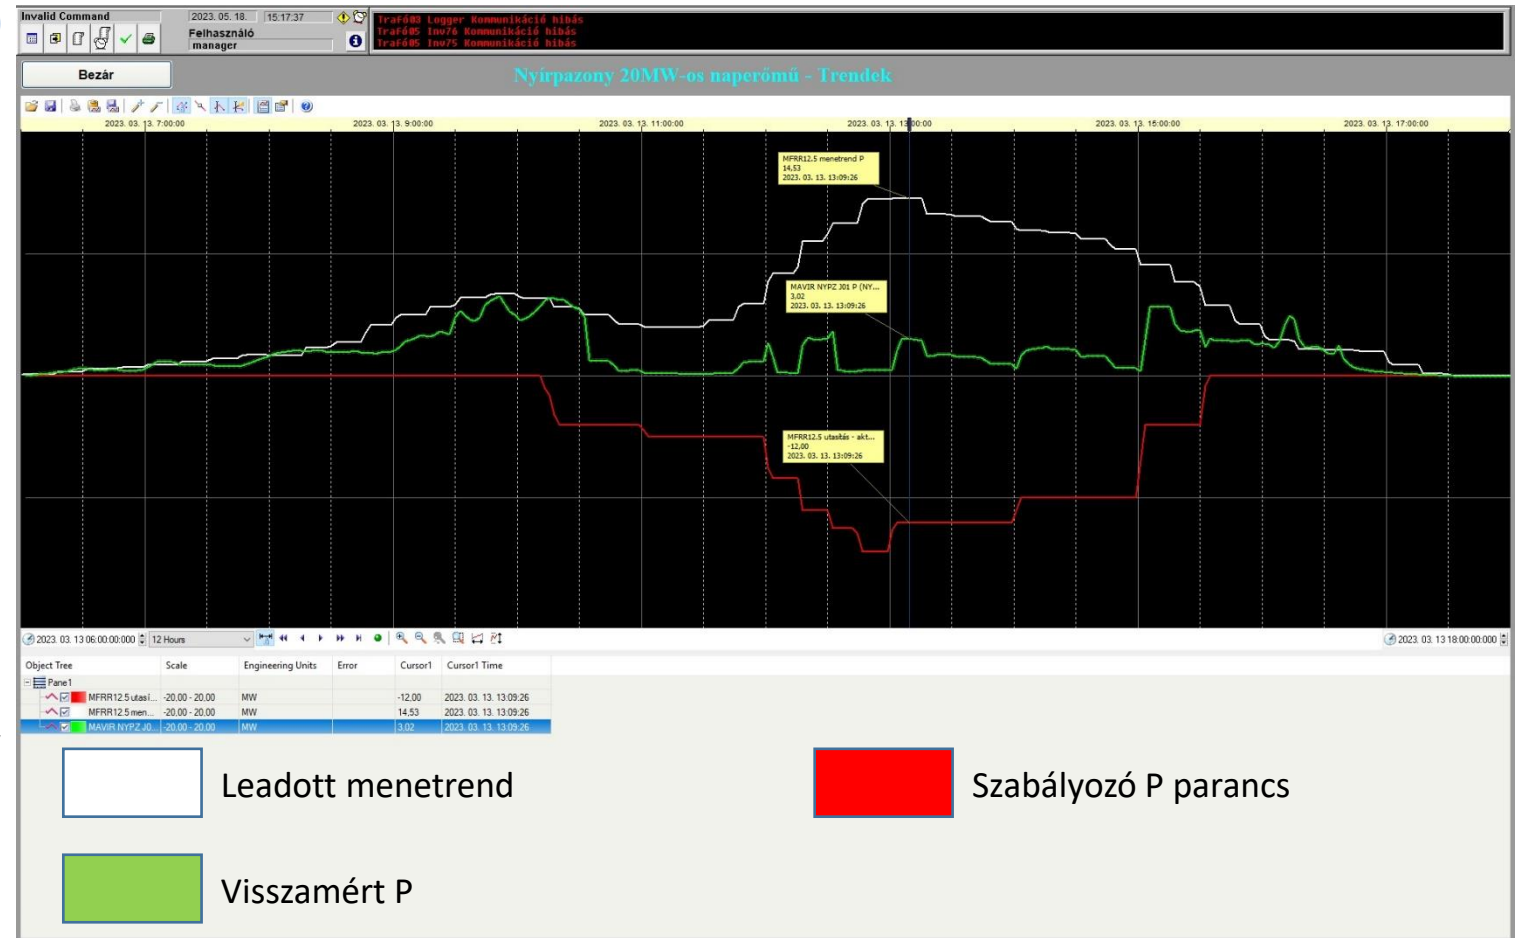 Invalid Command
2023. 05. 18. 15:17:37
Felhasználó
manager
Trafó03 Logger Kommunikáció hibás
Trafó05 Inv76 Kommunikáció hibás
Trafó05 Inv75 Kommunikáció hibás
Bezár
Nyírpazony 20MW-os naperőmű - Trendek
2023. 03. 13. 7:00:00 2023. 03. 13. 9:00:00 2023. 03. 13. 11:00:00 2023. 03. 13. 13:00:00 2023. 03. 13. 15:00:00 2023. 03. 13. 17:00:00
MFRR12.5 menetrend P
14,53
2023. 03. 13. 13:09:26
MAVIR NYPZ J01 P (NY...
3,02
2023. 03. 13. 13:09:26
MFRR12.5 utasítás - akt...
-12,00
2023. 03. 13. 13:09:26
2023. 03. 13 06:00:00:000 12 Hours 2023. 03. 13 18:00:00:000
Object Tree Scale Engineering Units Error Cursor1 Cursor1 Time
Pane1
MFRR12.5 utasí... -20,00 - 20,00 MW -12,00 2023. 03. 13. 13:09:26
MFRR12.5 men... -20,00 - 20,00 MW 14,53 2023. 03. 13. 13:09:26
MAVIR NYPZ J0... -20,00 - 20,00 MW 3,02 2023. 03. 13. 13:09:26
Leadott menetrend
Szabályozó P parancs
Visszamért P